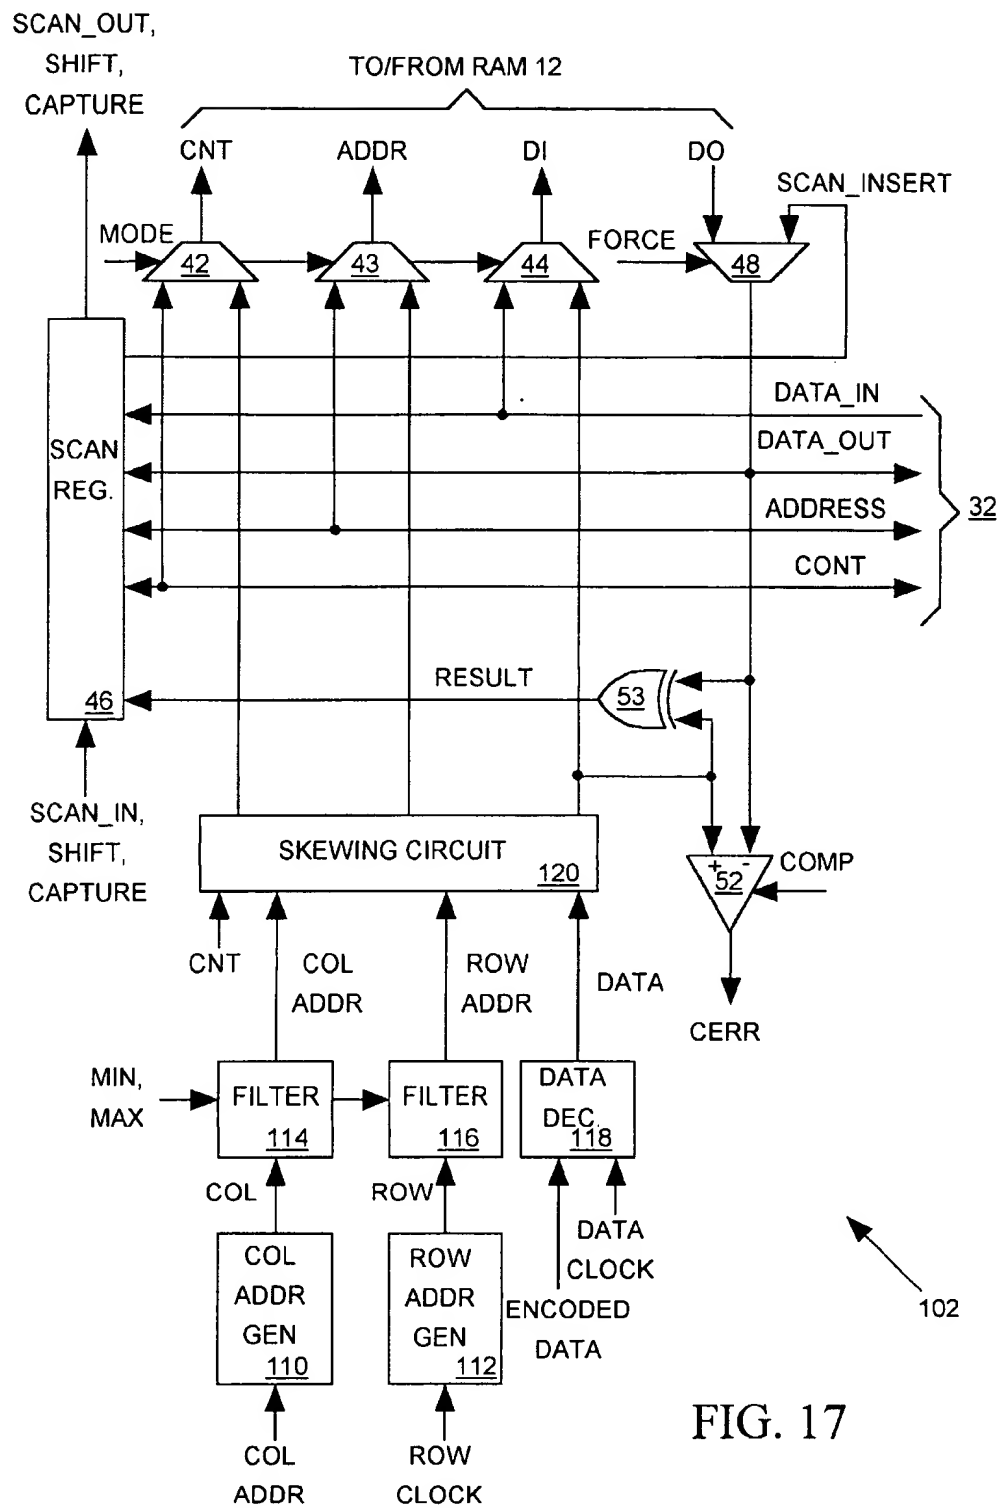 SCAN_OUT,
SHIFT,
CAPTURE
TO/FROM RAM 12
CNT
ADDR
DI
DO
SCAN_INSERT
MODE
42
43
44
FORCE
48
DATA_IN
DATA_OUT
ADDRESS
CONT
32
SCAN
REG.
46
RESULT
53
SCAN_IN,
SHIFT,
CAPTURE
SKEWING CIRCUIT
120
+ -
52
COMP
CERR
CNT
COL
ADDR
ROW
ADDR
DATA
MIN,
MAX
FILTER
114
FILTER
116
DATA
DEC.
118
COL
ROW
DATA
CLOCK
ENCODED
DATA
COL
ADDR
GEN
110
ROW
ADDR
GEN
112
COL
ADDR
ROW
CLOCK
102
FIG. 17